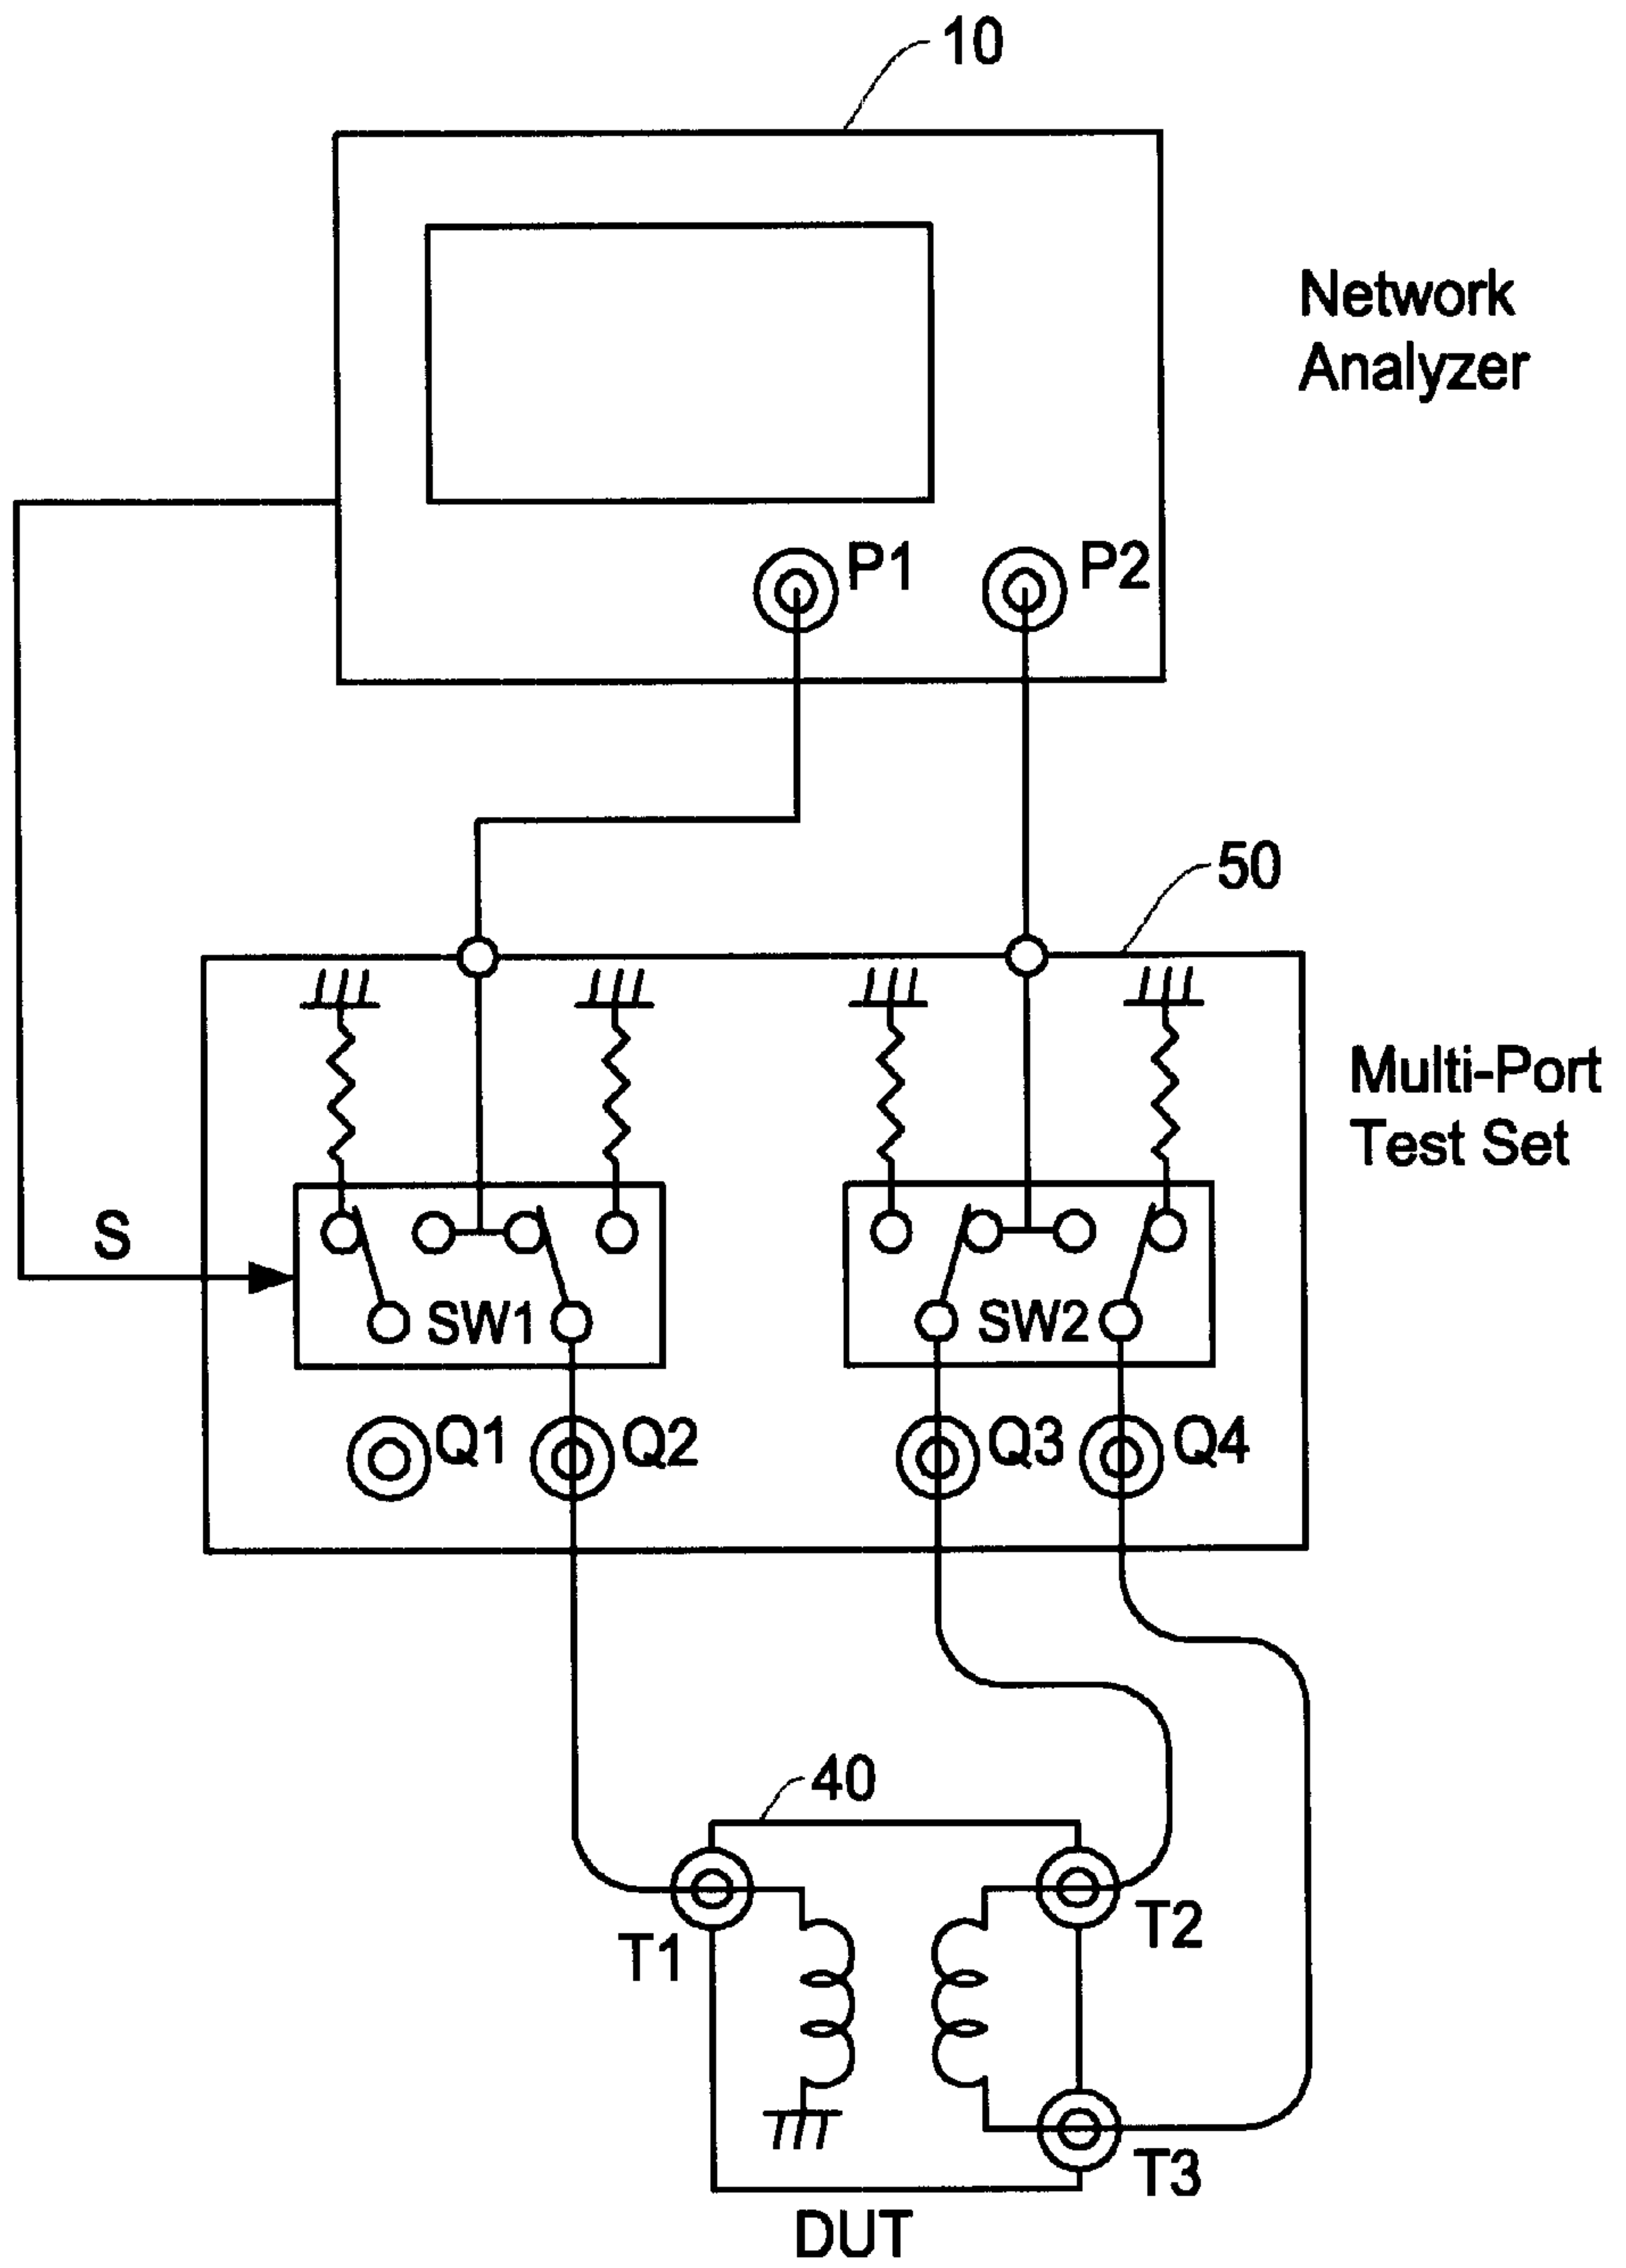 10
Network
Analyzer
P1
P2
50
Multi-Port
Test Set
S
SW1
SW2
Q1
Q2
Q3
Q4
40
T1
T2
T3
DUT